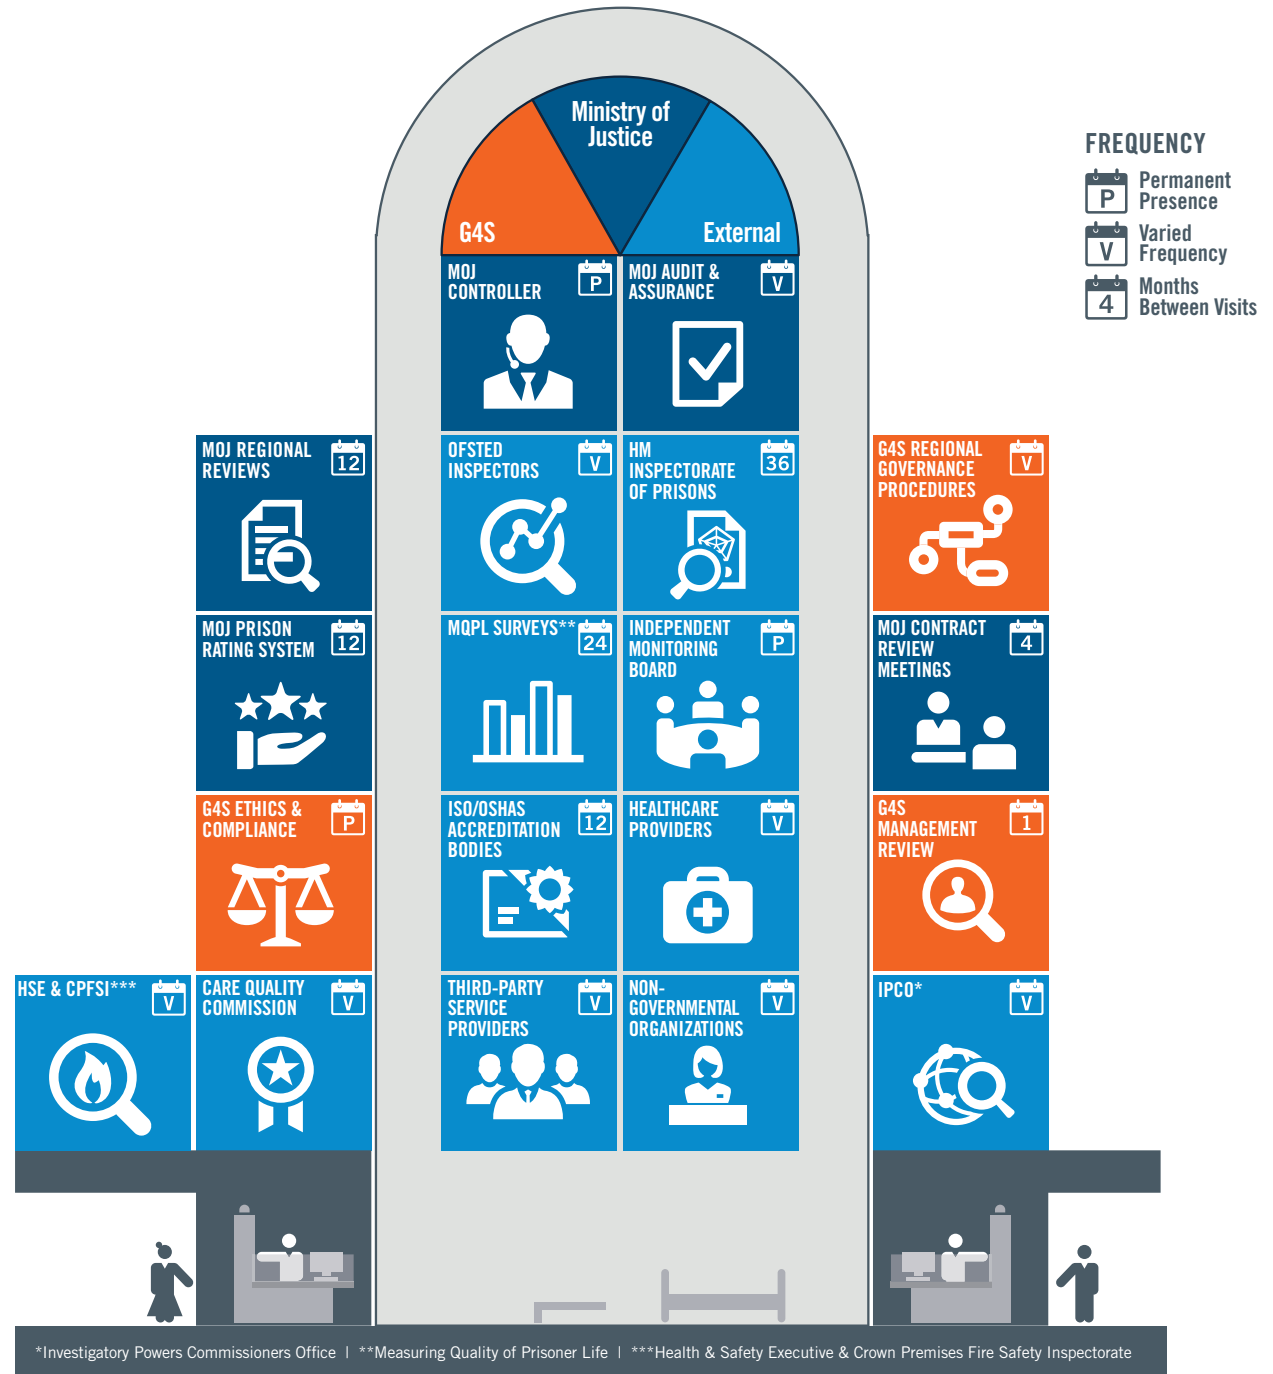 Ministry of
Justice
G4S
External
FREQUENCY
P
Permanent
Presence
V
Varied
Frequency
4
Months
Between Visits
MOJ
CONTROLLER
P
MOJ AUDIT &
ASSURANCE
V
MOJ REGIONAL
REVIEWS
12
OFSTED
INSPECTORS
V
HM
INSPECTORATE
OF PRISONS
36
G4S REGIONAL
GOVERNANCE
PROCEDURES
V
MOJ PRISON
RATING SYSTEM
12
MQPL SURVEYS**
24
INDEPENDENT
MONITORING
BOARD
P
MOJ CONTRACT
REVIEW
MEETINGS
4
G4S ETHICS &
COMPLIANCE
P
ISO/OSHAS
ACCREDITATION
BODIES
12
HEALTHCARE
PROVIDERS
V
G4S
MANAGEMENT
REVIEW
1
HSE & CPFSI***
V
CARE QUALITY
COMMISSION
V
THIRD-PARTY
SERVICE
PROVIDERS
V
NON-
GOVERNMENTAL
ORGANIZATIONS
V
IPCO*
V
*Investigatory Powers Commissioners Office | **Measuring Quality of Prisoner Life | ***Health & Safety Executive & Crown Premises Fire Safety Inspectorate